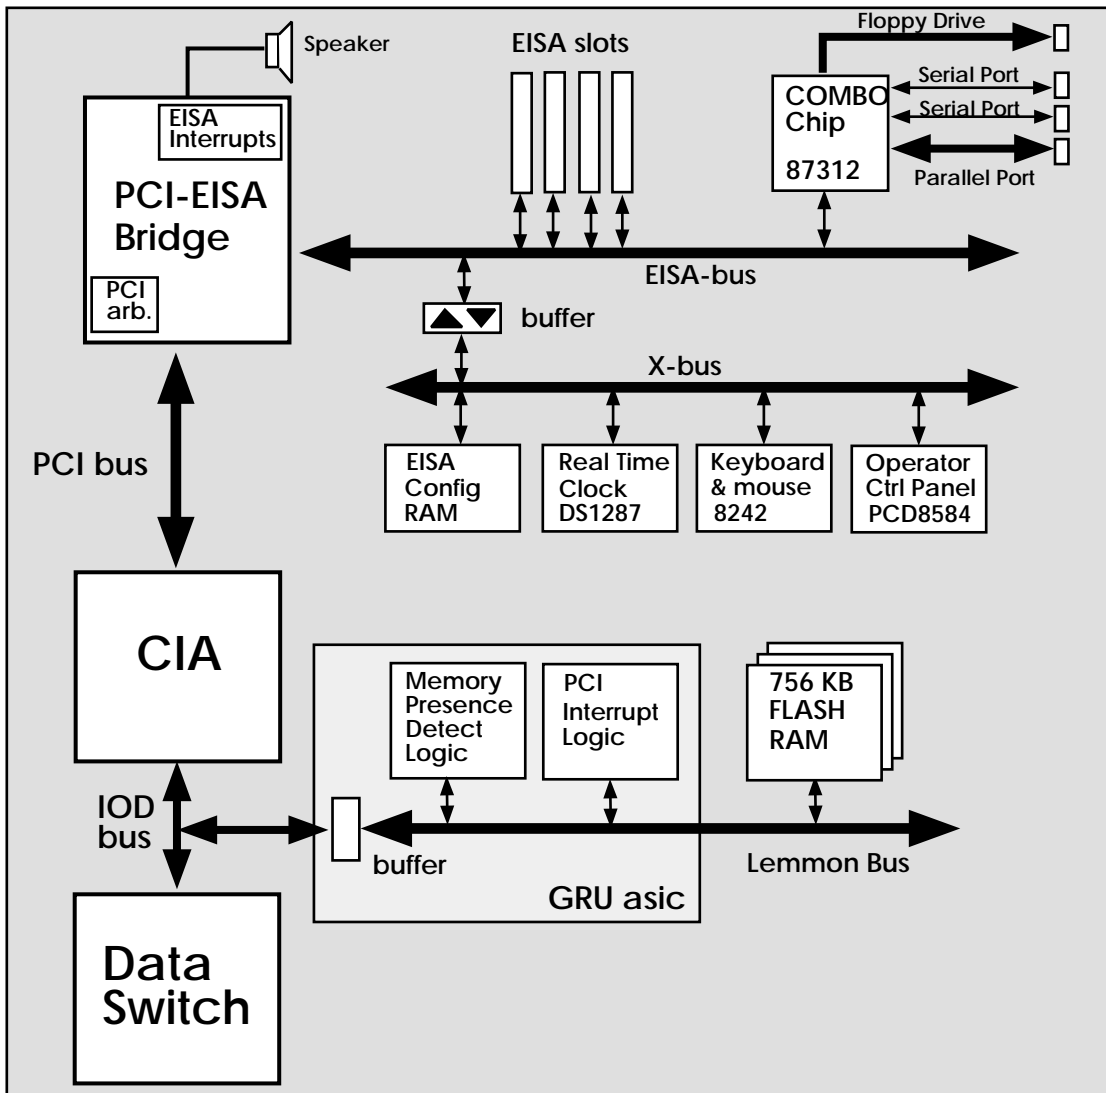 Speaker
EISA slots
Floppy Drive
Serial Port
Serial Port
Parallel Port
COMBO
Chip
87312
EISA
Interrupts
PCI-EISA
Bridge
PCI
arb.
EISA-bus
buffer
X-bus
PCI bus
EISA
Config
RAM
Real Time
Clock
DS1287
Keyboard
& mouse
8242
Operator
Ctrl Panel
PCD8584
CIA
Memory
Presence
Detect
Logic
PCI
Interrupt
Logic
756 KB
FLASH
RAM
IOD
bus
buffer
Lemmon Bus
GRU asic
Data
Switch